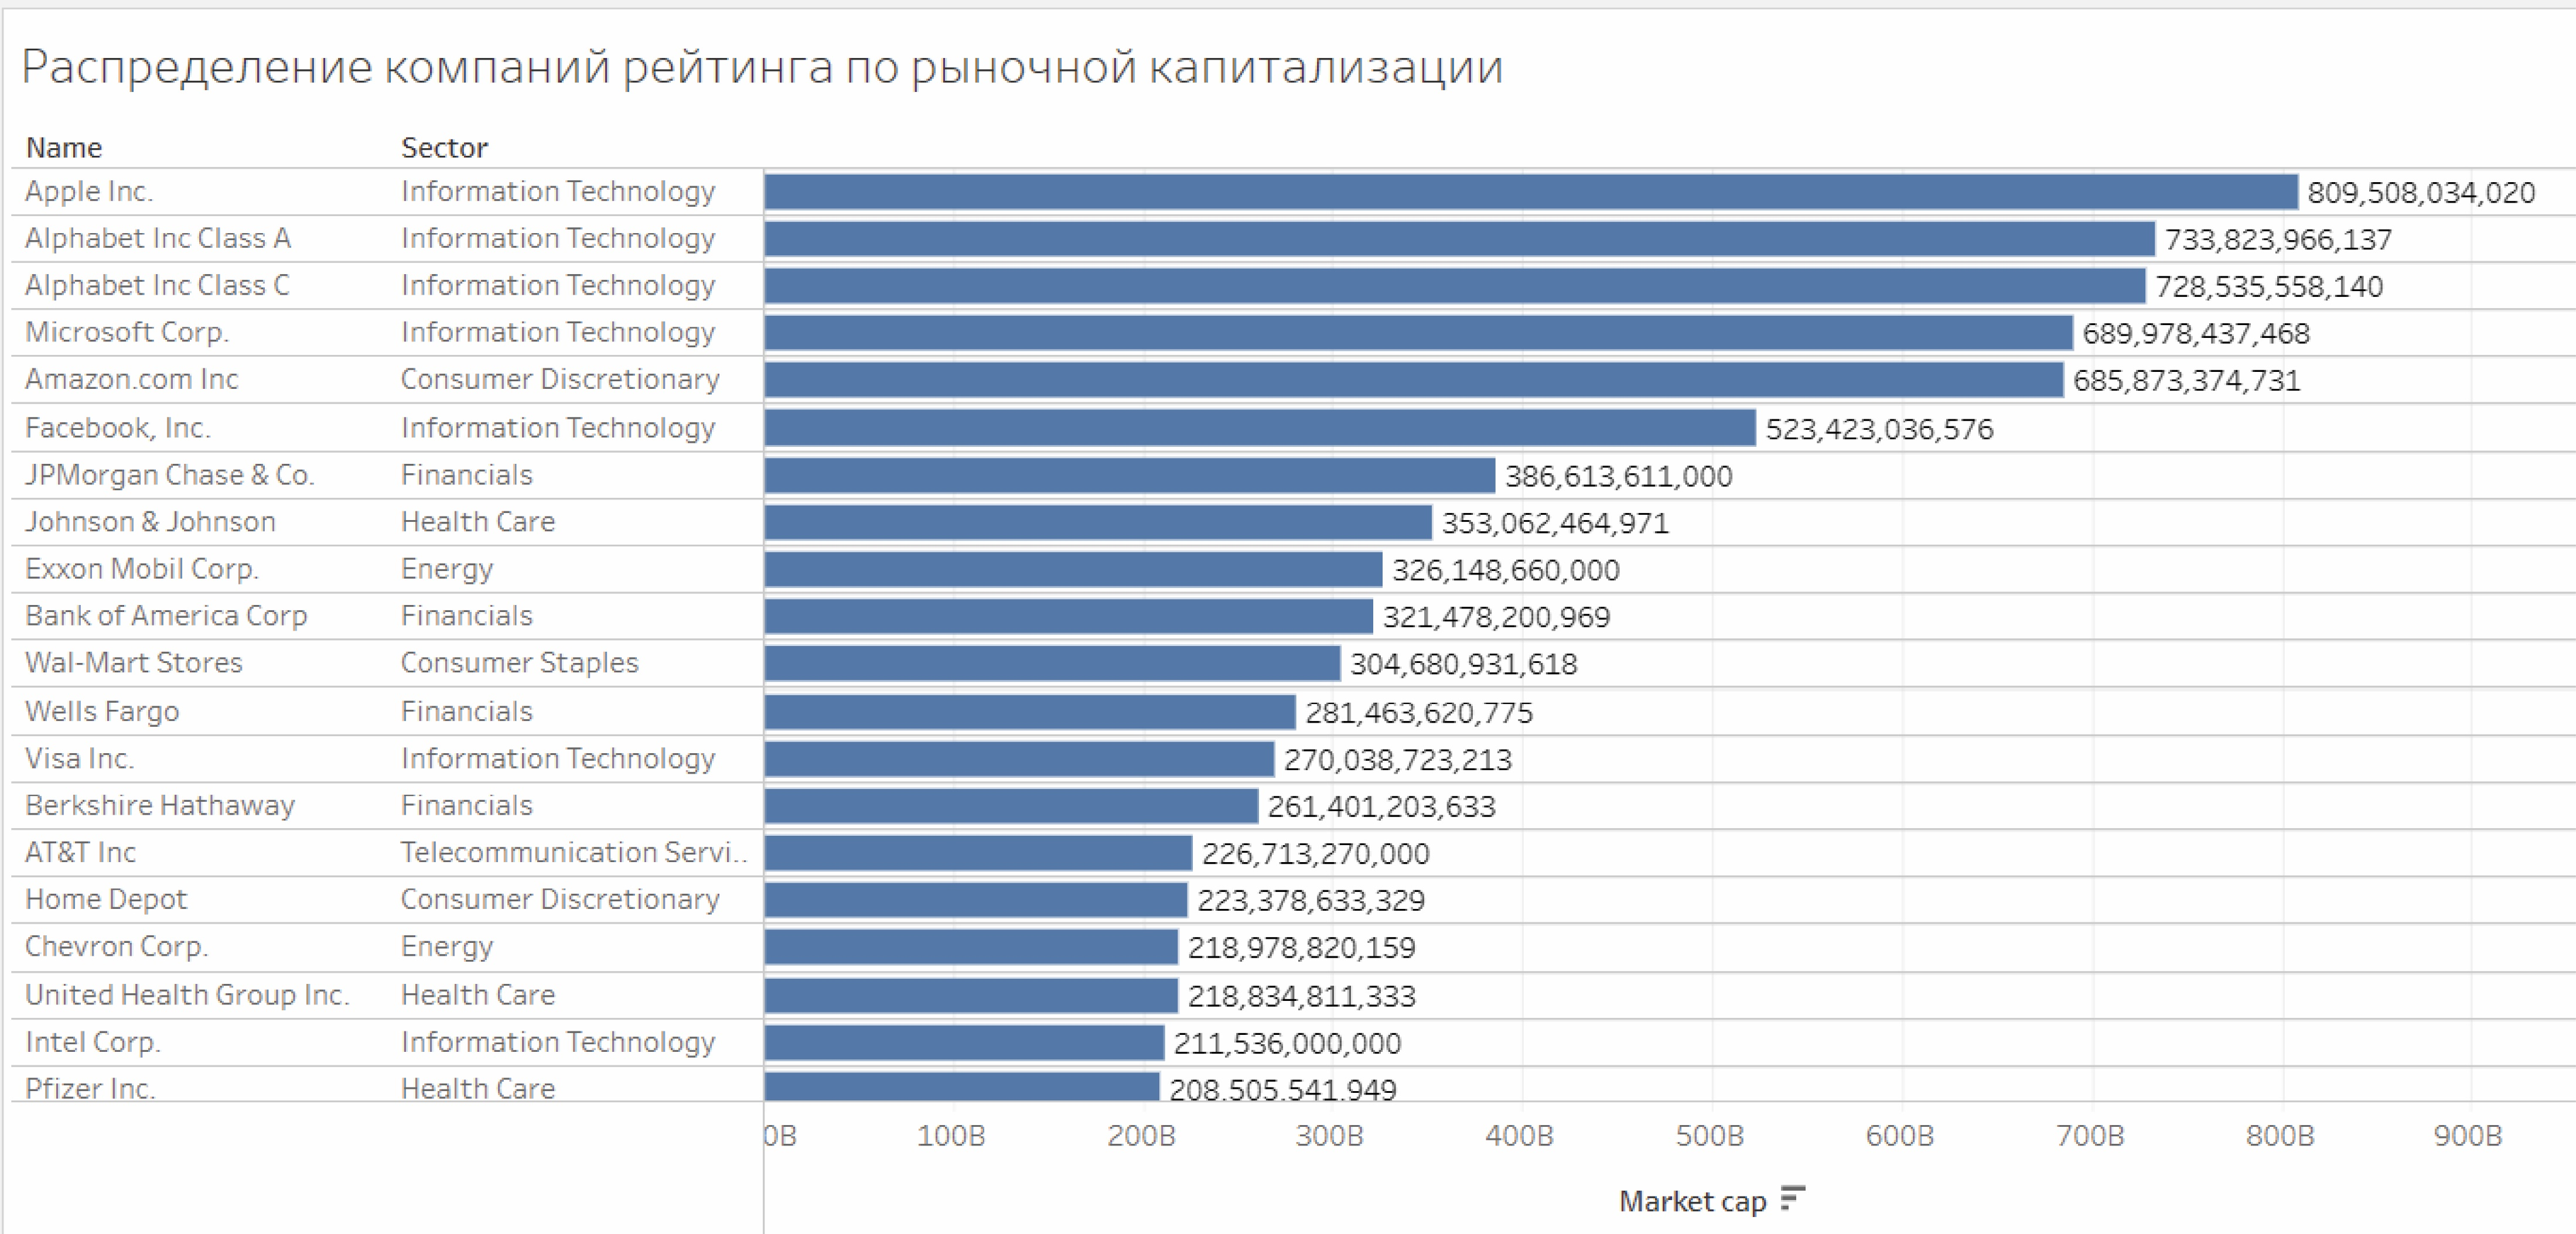 Распределение компаний рейтинга по рыночной капитализации
Name Sector
Apple Inc. Information Technology 809,508,034,020
Alphabet Inc Class A Information Technology 733,823,966,137
Alphabet Inc Class C Information Technology 728,535,558,140
Microsoft Corp. Information Technology 689,978,437,468
Amazon.com Inc Consumer Discretionary 685,873,374,731
Facebook, Inc. Information Technology 523,423,036,576
JPMorgan Chase & Co. Financials 386,613,611,000
Johnson & Johnson Health Care 353,062,464,971
Exxon Mobil Corp. Energy 326,148,660,000
Bank of America Corp Financials 321,478,200,969
Wal-Mart Stores Consumer Staples 304,680,931,618
Wells Fargo Financials 281,463,620,775
Visa Inc. Information Technology 270,038,723,213
Berkshire Hathaway Financials 261,401,203,633
AT&T Inc Telecommunication Servi.. 226,713,270,000
Home Depot Consumer Discretionary 223,378,633,329
Chevron Corp. Energy 218,978,820,159
United Health Group Inc. Health Care 218,834,811,333
Intel Corp. Information Technology 211,536,000,000
Pfizer Inc. Health Care 208,505,541,949
0B 100B 200B 300B 400B 500B 600B 700B 800B 900B
Market cap